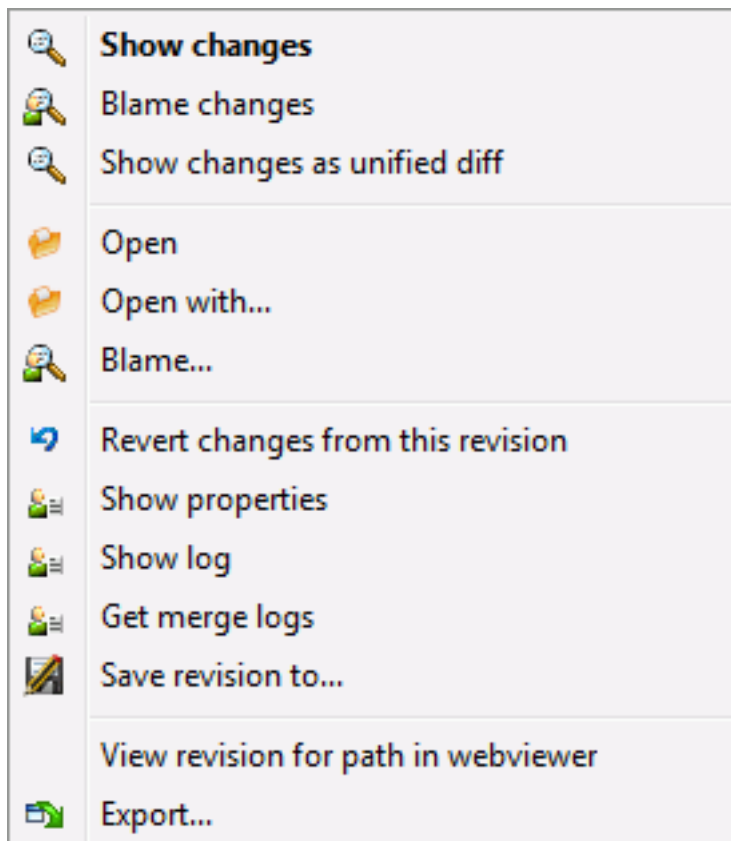 Show changes
Blame changes
Show changes as unified diff
Open
Open with...
Blame...
Revert changes from this revision
Show properties
Show log
Get merge logs
Save revision to...
View revision for path in webviewer
Export...